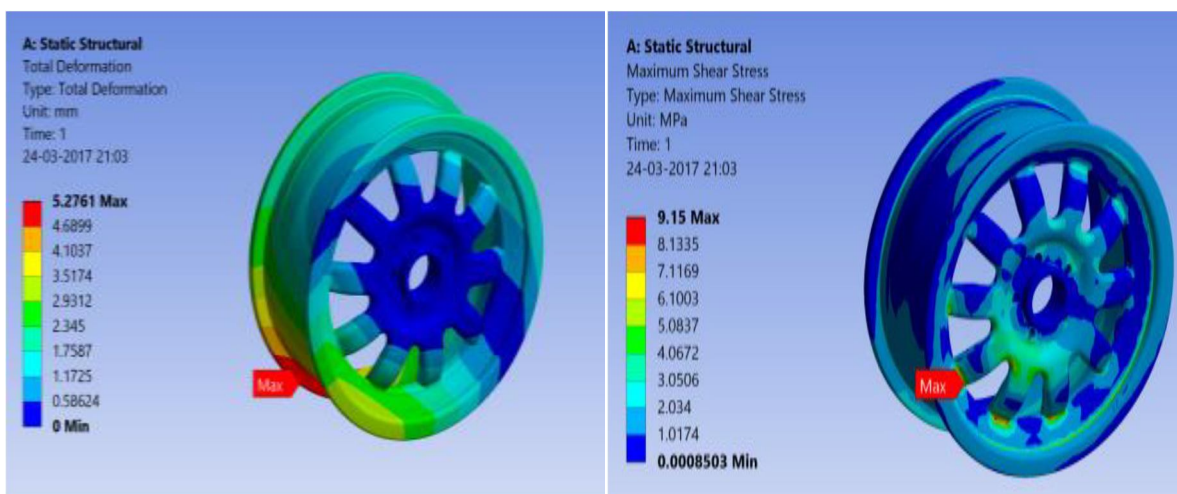 A: Static Structural
Total Deformation
Type: Total Deformation
Unit: mm
Time: 1
24-03-2017 21:03
5.2761 Max
4.6899
4.1037
3.5174
2.9312
2.345
1.7587
1.1725
0.58624
0 Min
Max
A: Static Structural
Maximum Shear Stress
Type: Maximum Shear Stress
Unit: MPa
Time: 1
24-03-2017 21:03
9.15 Max
8.1335
7.1169
6.1003
5.0837
4.0672
3.0506
2.034
1.0174
0.0008503 Min
Max